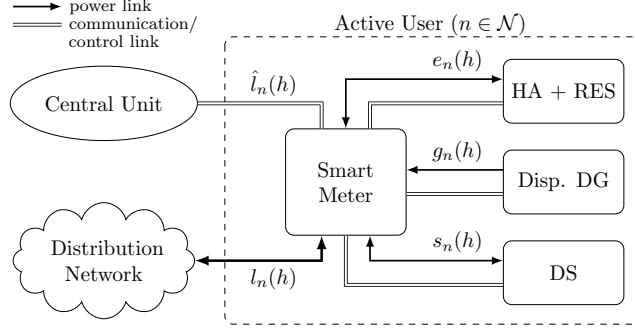 power link
communication/
control link
Active User (n ∈ 𝒩)
Central Unit
l̂ₙ(h)
eₙ(h)
HA + RES
Smart
Meter
gₙ(h)
Disp. DG
Distribution
Network
lₙ(h)
sₙ(h)
DS